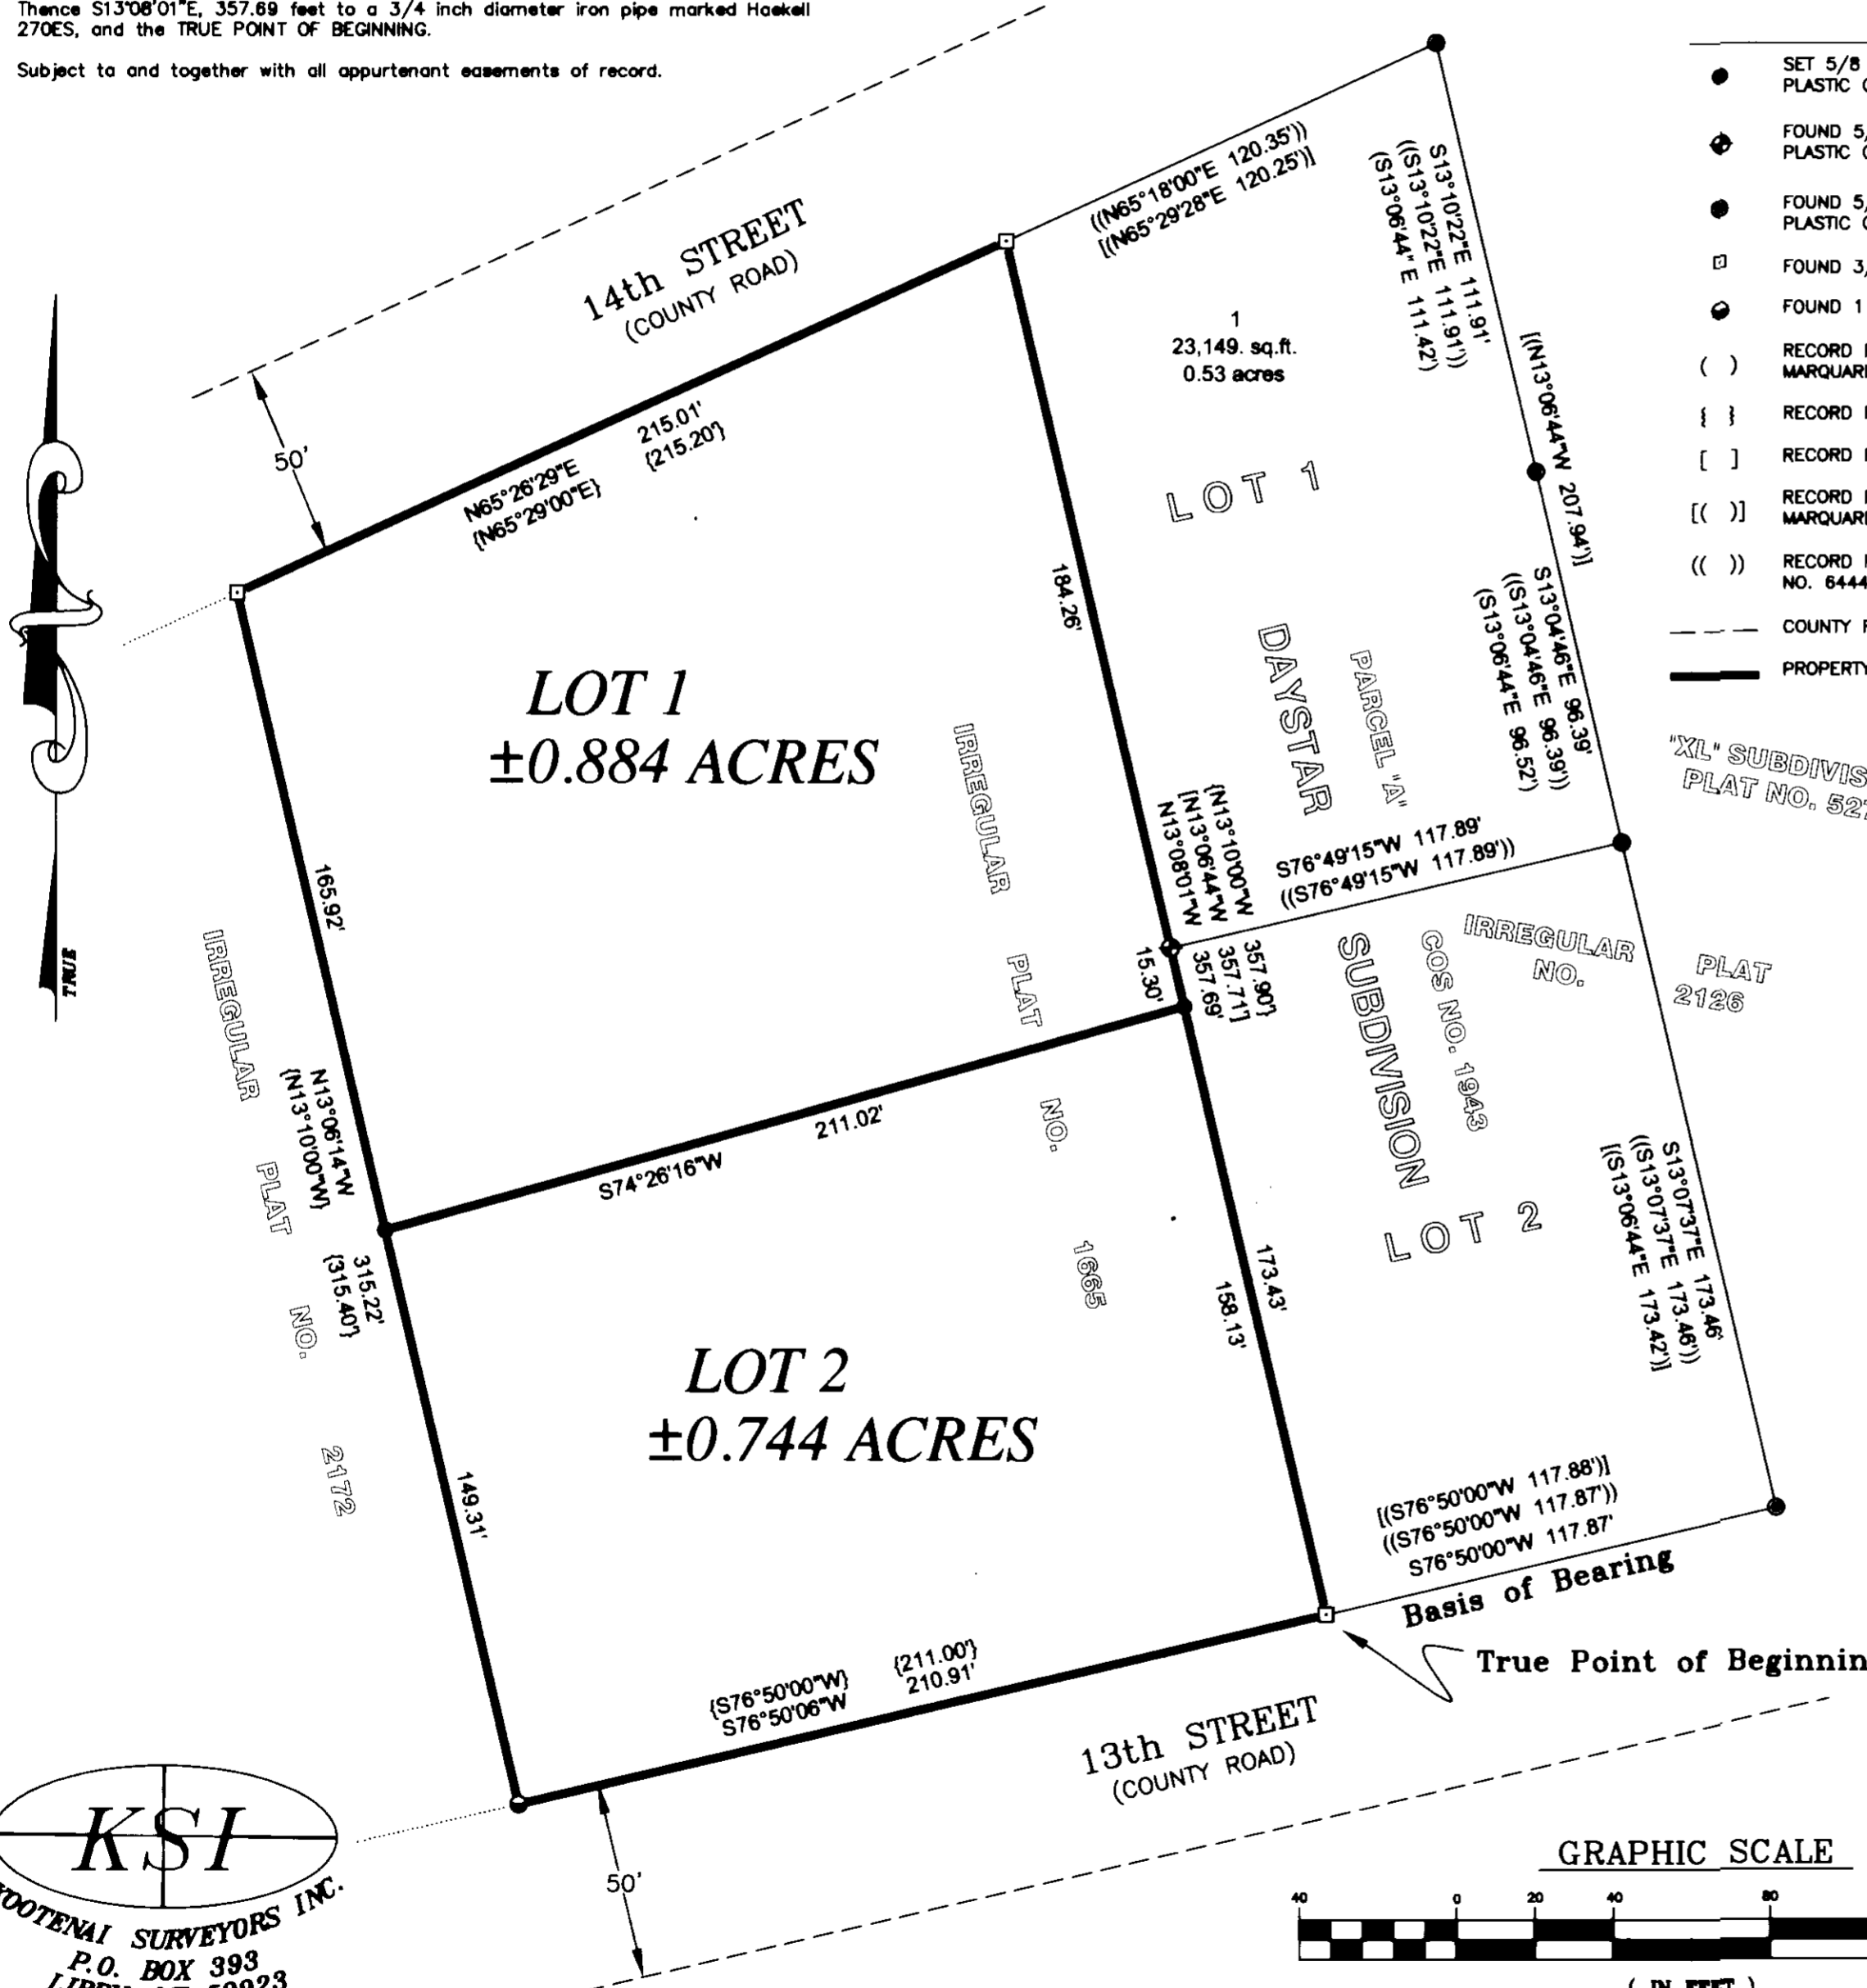 Thence S13°08'01"E, 357.69 feet to a 3/4 inch diameter iron pipe marked Haskell
270ES, and the TRUE POINT OF BEGINNING.
Subject to and together with all appurtenant easements of record.
14th STREET
(COUNTY ROAD)
50'
N65°26'29"E 215.01'
{N65°29'00"E} {215.20'}
((N65°18'00"E 120.35'))
[(N65°29'28"E 120.25')]
S13°10'22"E 111.91'
((S13°10'22"E 111.91'))
(S13°06'44"E 111.42')
1
23,149. sq.ft.
0.53 acres
[(N13°06'44"W 207.94')]
LOT 1
184.26'
S13°04'46"E 96.39'
((S13°04'46"E 96.39'))
(S13°06'44"E 96.52')
DAYSTAR
PARCEL "A"
LOT 1
±0.884 ACRES
IRREGULAR
PLAT
NO.
1665
{N13°10'00"W 357.90'}
[N13°06'44"W 357.71']
N13°08'01"W 357.69'
15.30'
S76°49'15"W 117.89'
((S76°49'15"W 117.89'))
165.92'
IRREGULAR
PLAT
NO.
2172
N13°06'14"W 315.22'
{N13°10'00"W} {315.40'}
TRUE
S74°26'16"W 211.02'
SUBDIVISION
COS NO. 1943
IRREGULAR PLAT
NO. 2126
LOT 2
173.43'
158.13'
S13°07'37"E 173.46'
((S13°07'37"E 173.46'))
[(S13°06'44"E 173.42')]
LOT 2
±0.744 ACRES
149.31'
[(S76°50'00"W 117.88')]
((S76°50'00"W 117.87'))
S76°50'00"W 117.87'
Basis of Bearing
True Point of Beginnin
{S76°50'00"W} {211.00'}
S76°50'06"W 210.91'
13th STREET
(COUNTY ROAD)
50'
SET 5/8
PLASTIC
FOUND 5/
PLASTIC
FOUND 5/
PLASTIC
FOUND 3/
FOUND 1
( ) RECORD
MARQUAR
{ } RECORD
[ ] RECORD
[( )] RECORD
MARQUAR
(( )) RECORD
NO. 6444
COUNTY
PROPERTY
"XL" SUBDIVIS
PLAT NO. 527
KSI
KOOTENAI SURVEYORS INC.
P.O. BOX 393
GRAPHIC SCALE
40 0 20 40 80
( IN FEET )